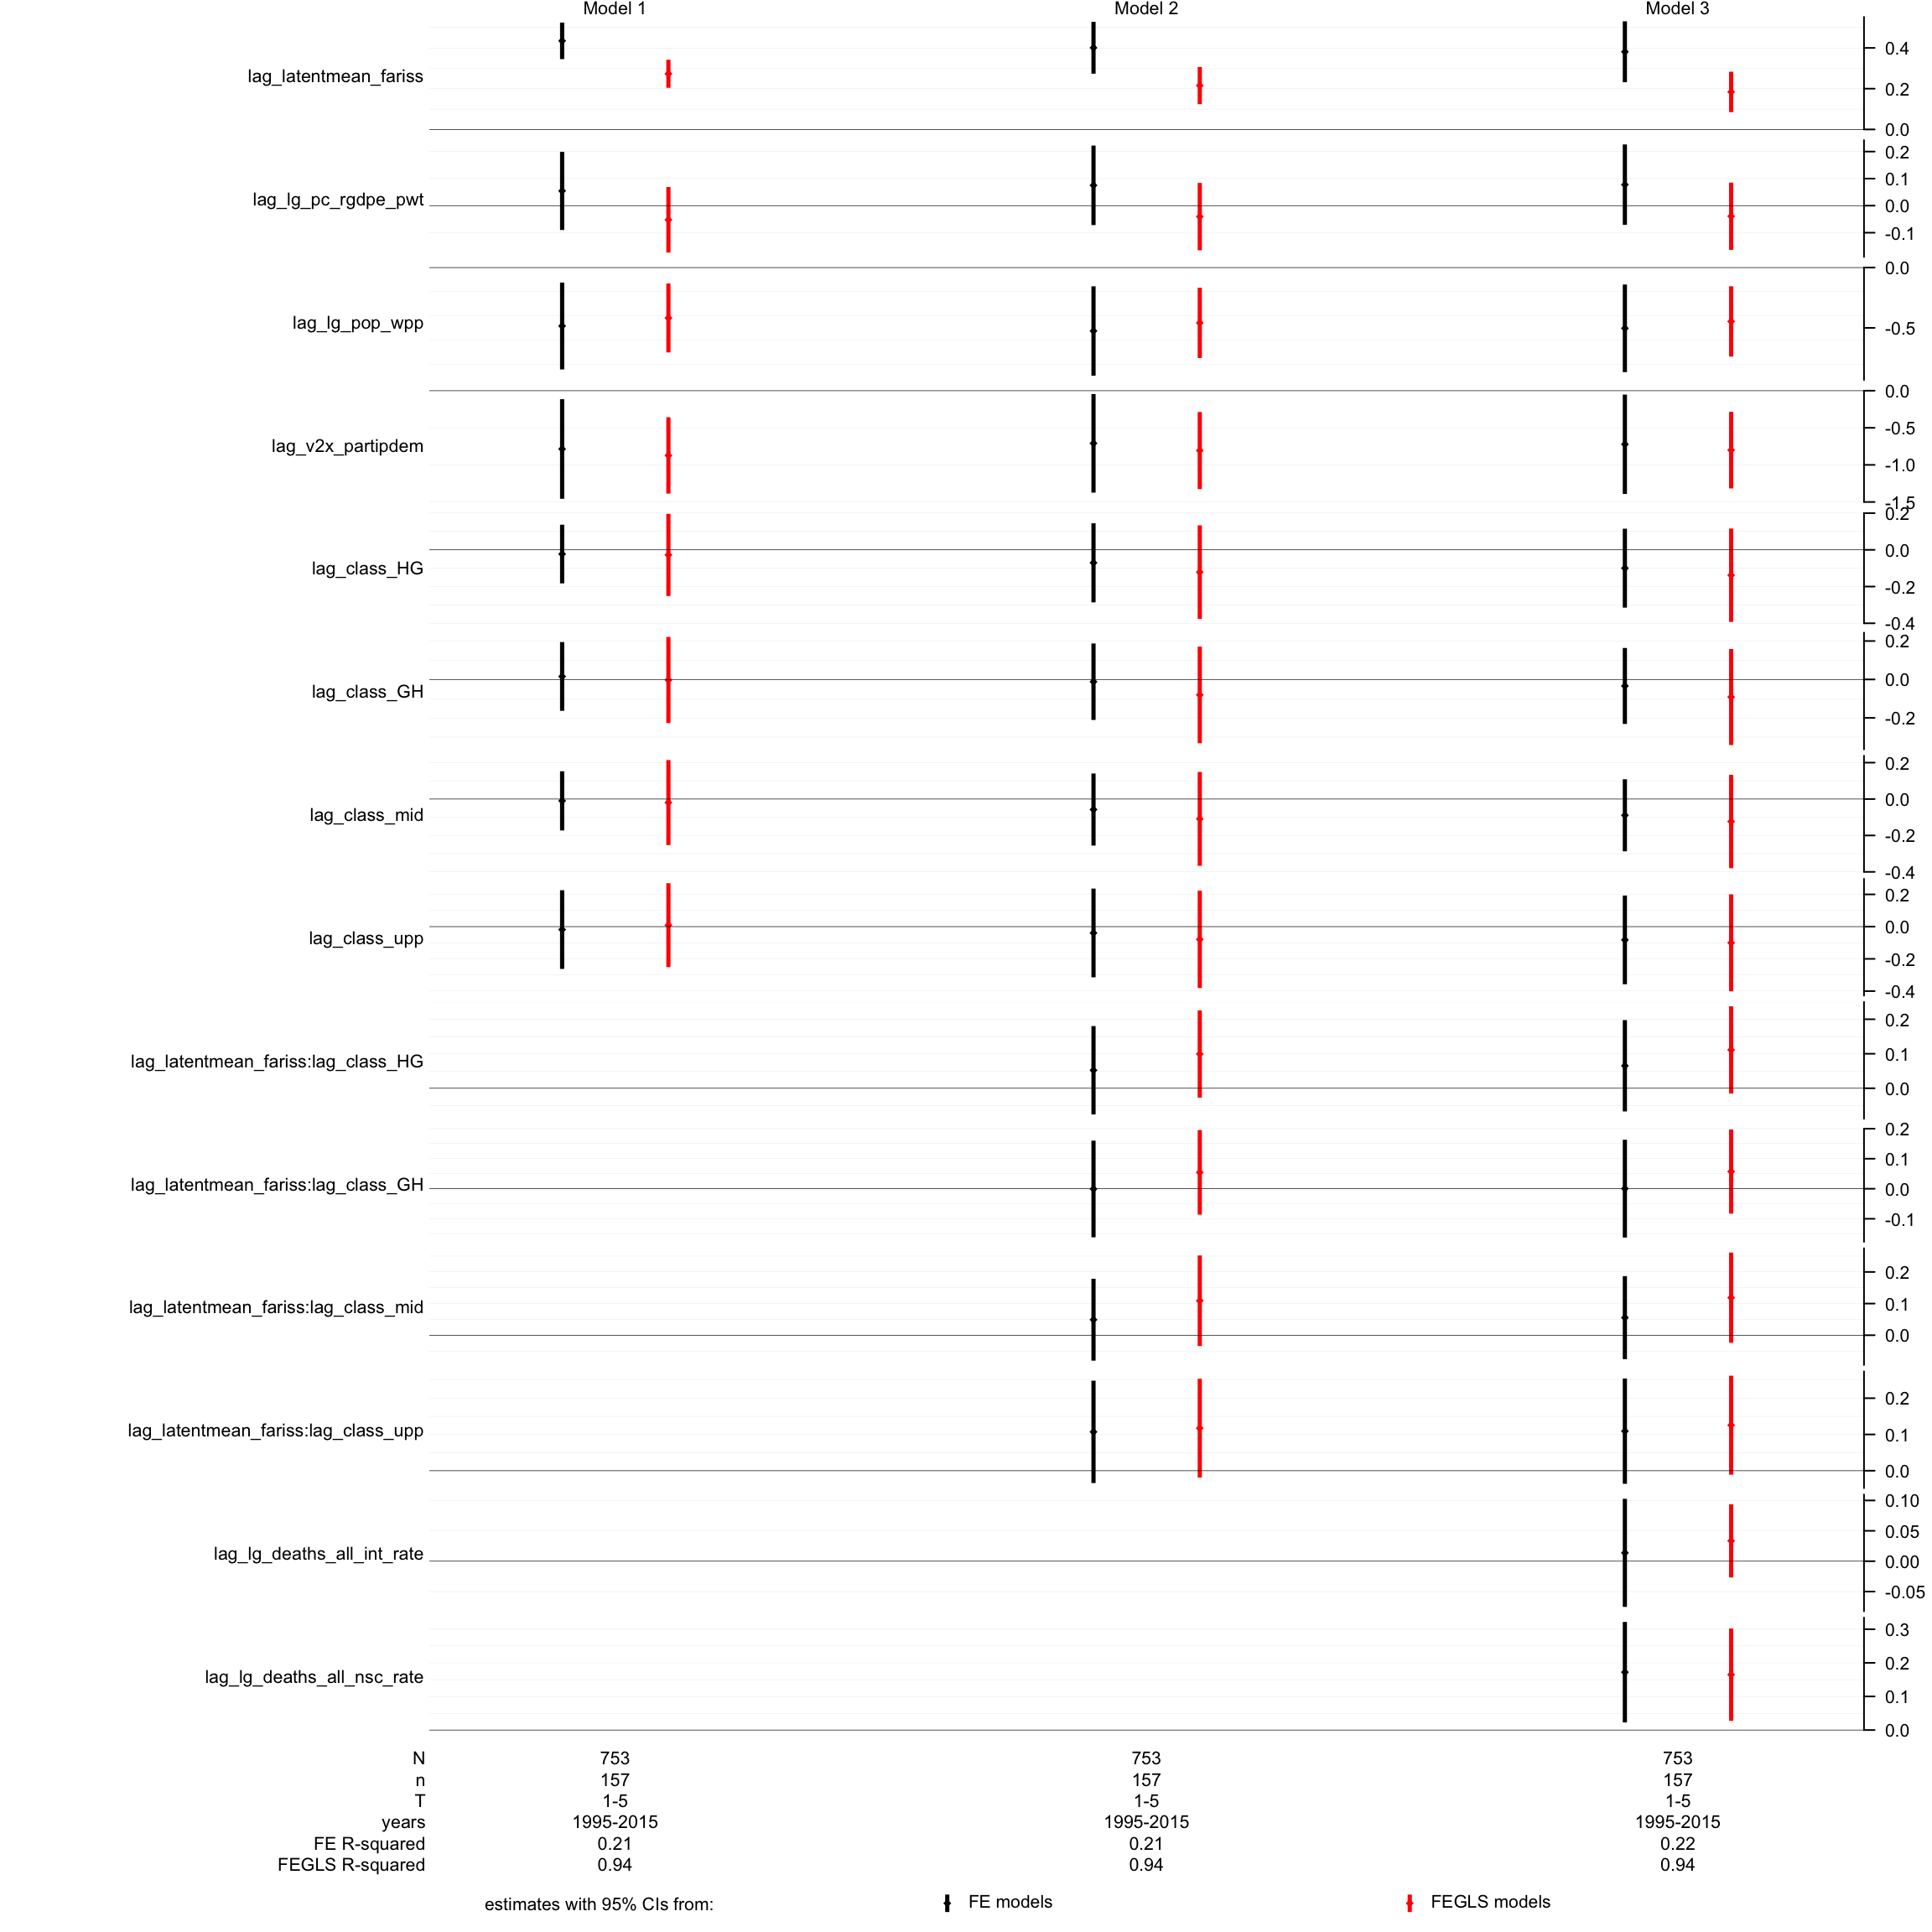 Model 1 Model 2 Model 3
lag_latentmean_fariss
0.4
0.2
0.0
lag_lg_pc_rgdpe_pwt
0.2
0.1
0.0
-0.1
lag_lg_pop_wpp
0.0
-0.5
lag_v2x_partipdem
0.0
-0.5
-1.0
-1.5
lag_class_HG
0.2
0.0
-0.2
-0.4
lag_class_GH
0.2
0.0
-0.2
lag_class_mid
0.2
0.0
-0.2
-0.4
lag_class_upp
0.2
0.0
-0.2
-0.4
lag_latentmean_fariss:lag_class_HG
0.2
0.1
0.0
lag_latentmean_fariss:lag_class_GH
0.2
0.1
0.0
-0.1
lag_latentmean_fariss:lag_class_mid
0.2
0.1
0.0
lag_latentmean_fariss:lag_class_upp
0.2
0.1
0.0
lag_lg_deaths_all_int_rate
0.10
0.05
0.00
-0.05
lag_lg_deaths_all_nsc_rate
0.3
0.2
0.1
0.0
N 753 753 753
n 157 157 157
T 1-5 1-5 1-5
years 1995-2015 1995-2015 1995-2015
FE R-squared 0.21 0.21 0.22
FEGLS R-squared 0.94 0.94 0.94
estimates with 95% CIs from: FE models FEGLS models